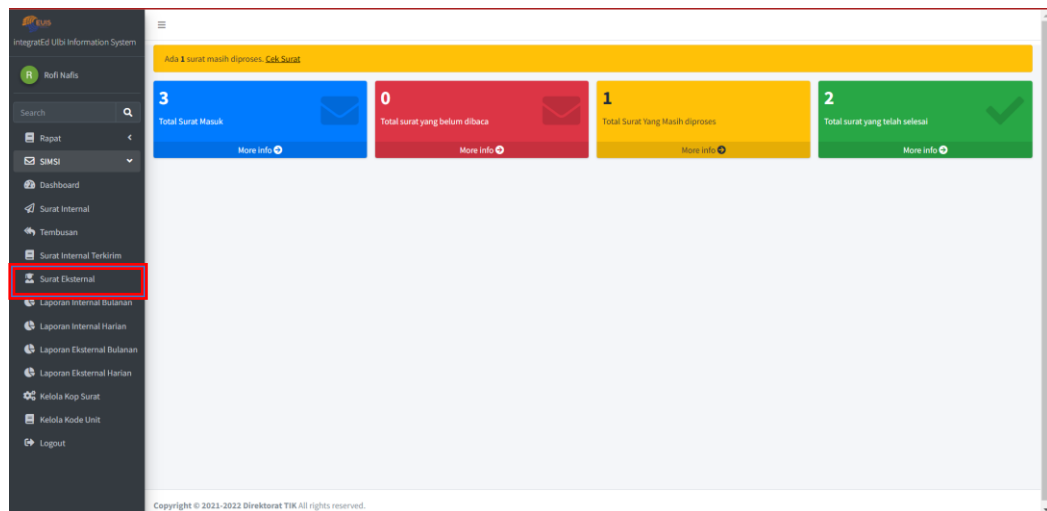 EUIS
integratEd Ulbi Information System
R Rofi Nafis
Search
Rapat
SIMSI
Dashboard
Surat Internal
Tembusan
Surat Internal Terkirim
Surat Eksternal
Laporan Internal Bulanan
Laporan Internal Harian
Laporan Eksternal Bulanan
Laporan Eksternal Harian
Kelola Kop Surat
Kelola Kode Unit
Logout
Ada 1 surat masih diproses. Cek Surat
3
Total Surat Masuk
More info
0
Total surat yang belum dibaca
More info
1
Total Surat Yang Masih diproses
More info
2
Total surat yang telah selesai
More info
Copyright © 2021-2022 Direktorat TIK All rights reserved.